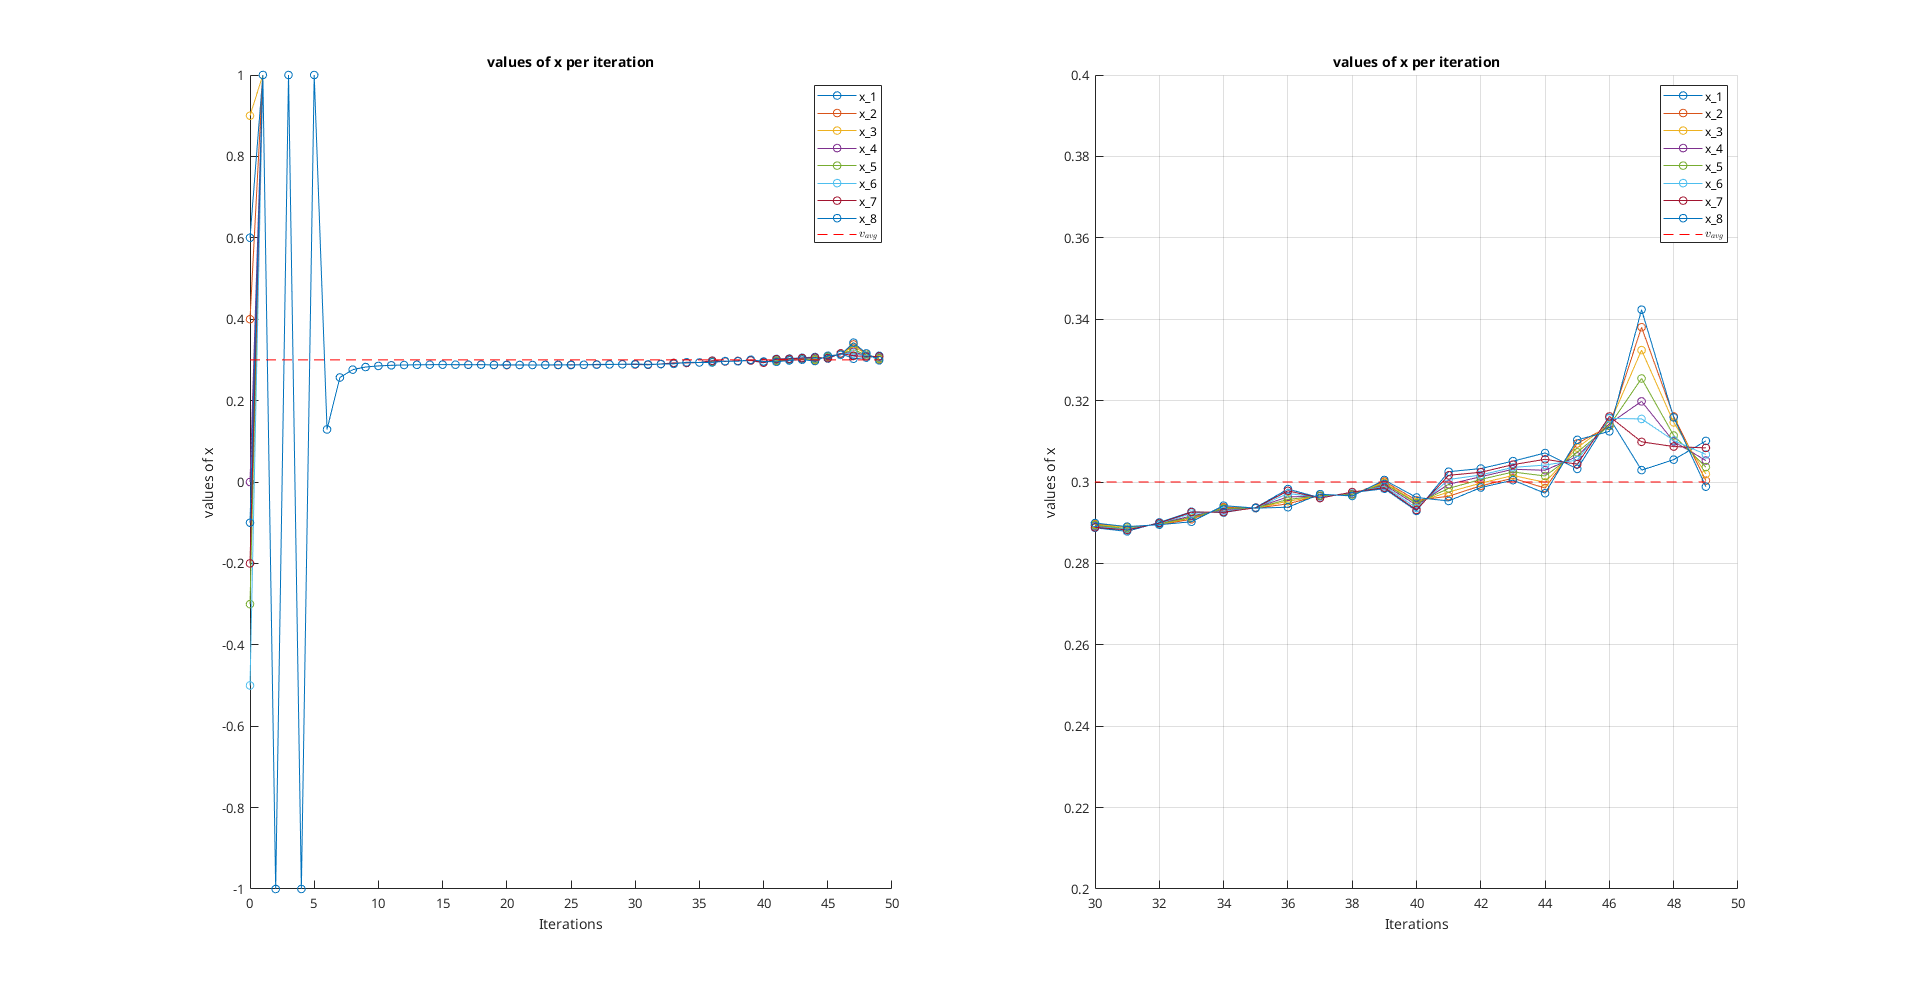 values of x per iteration
values of x
1
0.8
0.6
0.4
0.2
0
-0.2
-0.4
-0.6
-0.8
-1
0 5 10 15 20 25 30 35 40 45 50
Iterations
x_1
x_2
x_3
x_4
x_5
x_6
x_7
x_8
v_avg
values of x per iteration
values of x
0.4
0.38
0.36
0.34
0.32
0.3
0.28
0.26
0.24
0.22
0.2
30 32 34 36 38 40 42 44 46 48 50
Iterations
x_1
x_2
x_3
x_4
x_5
x_6
x_7
x_8
v_avg